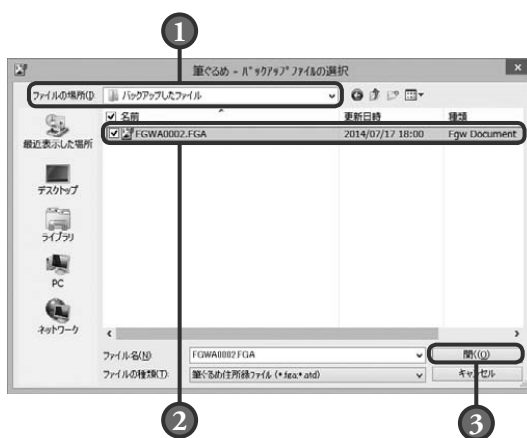 1
筆ぐるめ - ﾊﾞｯｸｱｯﾌﾟﾌｧｲﾙの選択
ファイルの場所(I):
バックアップしたファイル
名前
更新日時
種類
FGWA0002.FGA
2014/07/17 18:00
Fgw Document
最近表示した場所
デスクトップ
ライブラリ
PC
ネットワーク
ファイル名(N):
FGWA0002.FGA
開く(O)
ファイルの種類(T):
筆ぐるめ住所録ファイル (*.fga;*.atd)
キャンセル
2
3